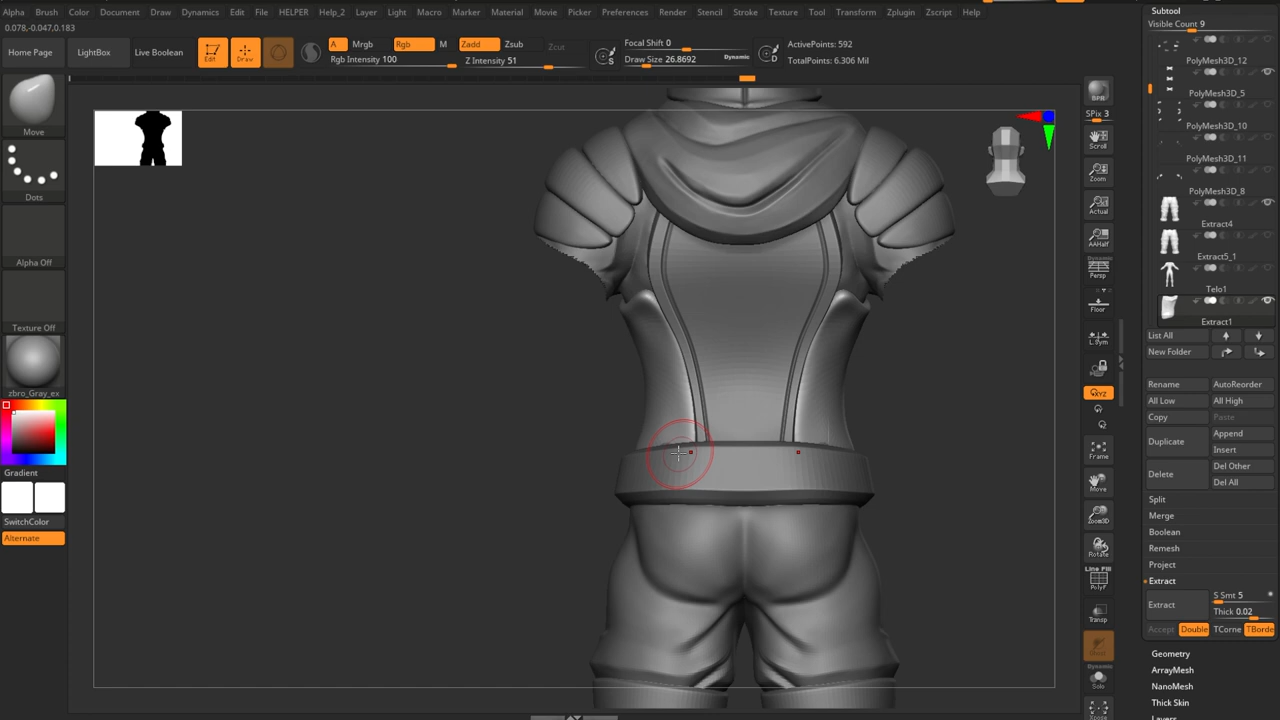 Alpha Brush Color Document Draw Dynamics Edit File HELPER Help_2 Layer Light Macro Marker Material Movie Picker Preferences Render Stencil Stroke Texture Tool Transform Zplugin Zscript Help
0.078,-0.047,0.183
Home Page
LightBox
Live Boolean
Edit
Draw
A
Mrgb
Rgb
M
Zadd
Zsub
Zcut
Rgb Intensity 100
Z Intensity 51
S
Focal Shift 0
Draw Size 26.8692
Dynamic
D
ActivePoints: 592
TotalPoints: 6.306 Mil
Move
Dots
Alpha Off
Texture Off
zbro_Gray_ex
Gradient
SwitchColor
Alternate
BPR
SPix 3
Scroll
Zoom
Actual
AAHalf
Dynamic
Persp
Floor
L.Sym
XYZ
Frame
Move
Zoom3D
Rotate
Line Fill
PolyF
Transp
Dynamic
Solo
Xpose
Subtool
Visible Count 9
PolyMesh3D_12
PolyMesh3D_5
PolyMesh3D_10
PolyMesh3D_11
PolyMesh3D_8
Extract4
Extract5_1
Telo1
Extract1
List All
New Folder
Rename
AutoReorder
All Low
All High
Copy
Paste
Duplicate
Append
Insert
Delete
Del Other
Del All
Split
Merge
Boolean
Remesh
Project
Extract
Extract
S Smt 5
Thick 0.02
Accept
Double
TCorne
TBorde
Geometry
ArrayMesh
NanoMesh
Thick Skin
Layers